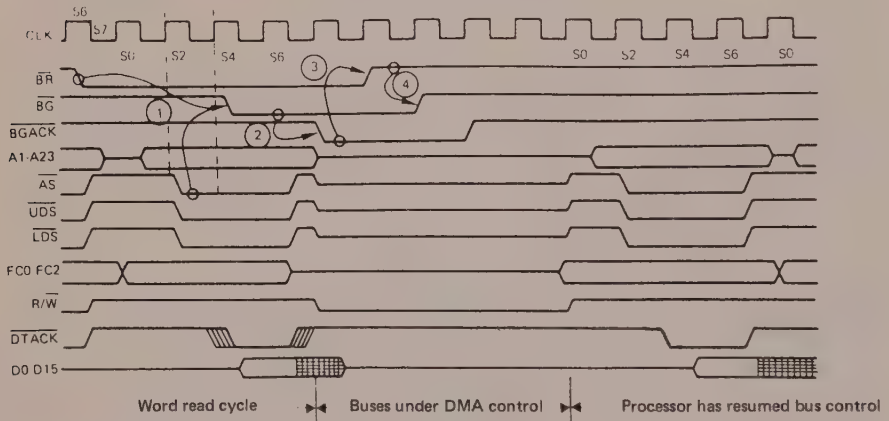 S6
S7
CLK
S0 S2 S4 S6 S0 S2 S4 S6 S0
BR
3
4
BG
1
BGACK
2
A1-A23
AS
UDS
LDS
FC0 FC2
R/W
DTACK
D0 D15
Word read cycle Buses under DMA control Processor has resumed bus control